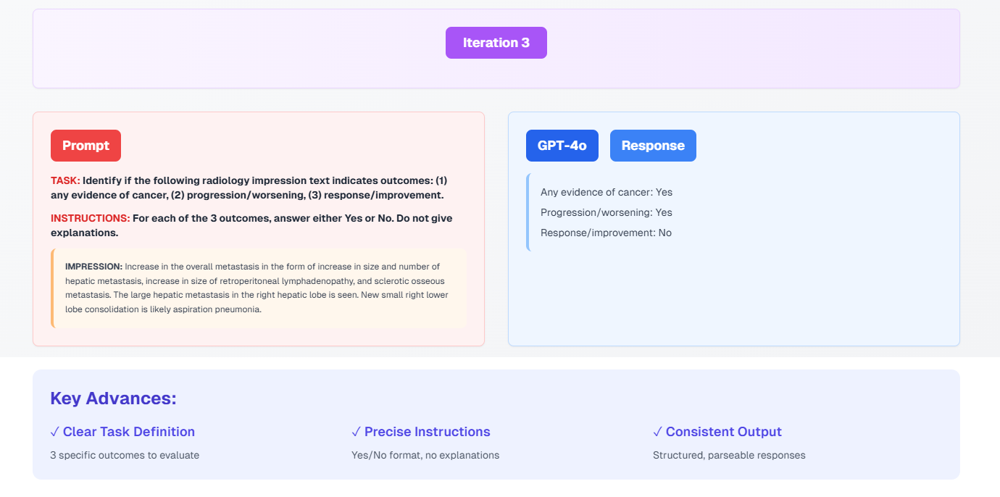 Iteration 3
Prompt
TASK: Identify if the following radiology impression text indicates outcomes: (1)
any evidence of cancer, (2) progression/worsening, (3) response/improvement.
INSTRUCTIONS: For each of the 3 outcomes, answer either Yes or No. Do not give
explanations.
IMPRESSION: Increase in the overall metastasis in the form of increase in size and number of
hepatic metastasis, increase in size of retroperitoneal lymphadenopathy, and sclerotic osseous
metastasis. The large hepatic metastasis in the right hepatic lobe is seen. New small right lower
lobe consolidation is likely aspiration pneumonia.
GPT-4o Response
Any evidence of cancer: Yes
Progression/worsening: Yes
Response/improvement: No
Key Advances:
✓ Clear Task Definition
3 specific outcomes to evaluate
✓ Precise Instructions
Yes/No format, no explanations
✓ Consistent Output
Structured, parseable responses